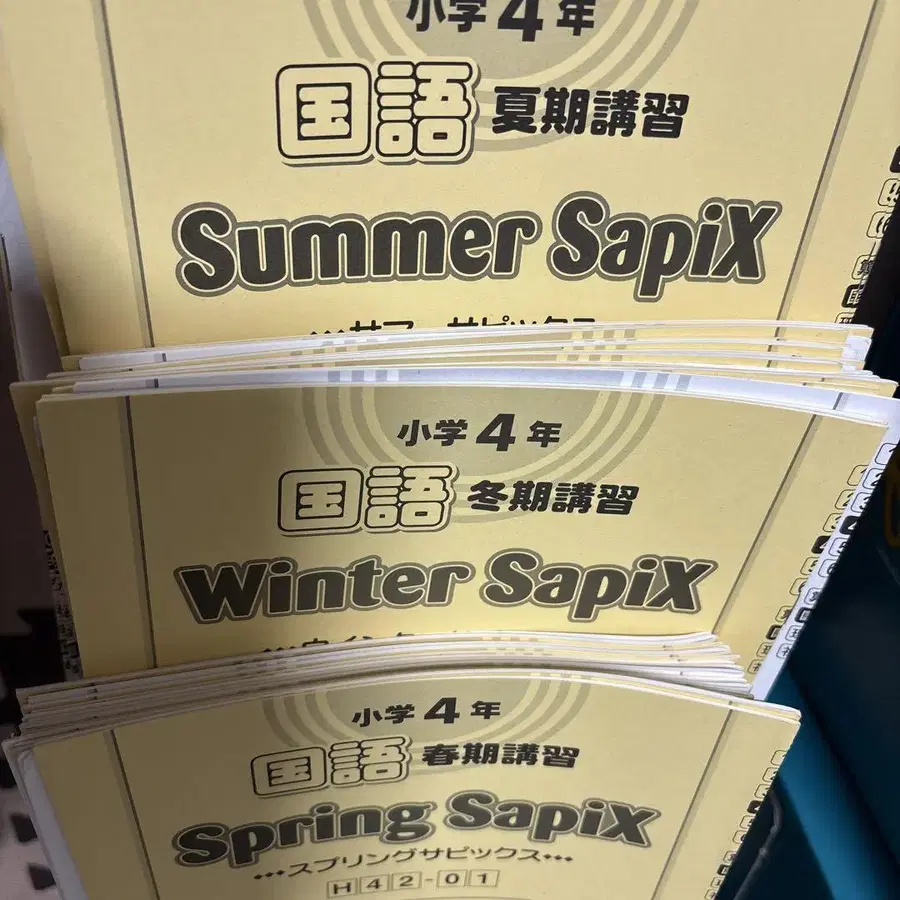 小学4年
国語 夏期講習
Summer SapiX
小学4年
国語 冬期講習
Winter SapiX
小学4年
国語 春期講習
Spring SapiX
•••スプリングサピックス•••
H42-01